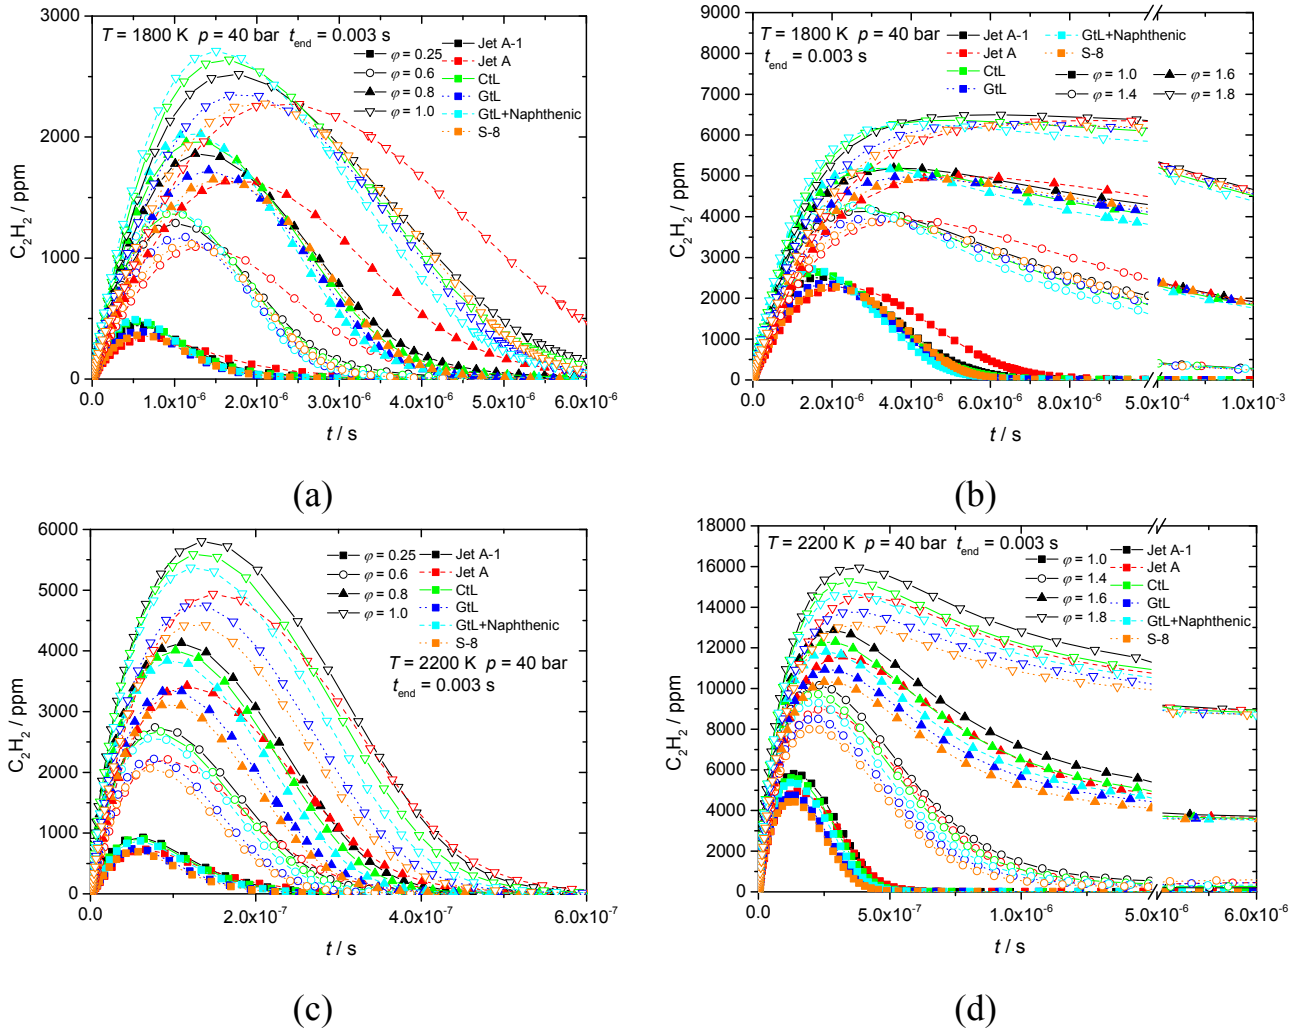 T = 1800 K p = 40 bar t_end = 0.003 s
φ = 0.25
φ = 0.6
φ = 0.8
φ = 1.0
Jet A-1
Jet A
CtL
GtL
GtL+Naphthenic
S-8
3000
2000
1000
0
C₂H₂ / ppm
0.0 1.0x10⁻⁶ 2.0x10⁻⁶ 3.0x10⁻⁶ 4.0x10⁻⁶ 5.0x10⁻⁶ 6.0x10⁻⁶
t / s
(a)
T = 1800 K p = 40 bar
t_end = 0.003 s
Jet A-1
Jet A
CtL
GtL
GtL+Naphthenic
S-8
φ = 1.0
φ = 1.4
φ = 1.6
φ = 1.8
9000
8000
7000
6000
5000
4000
3000
2000
1000
0
C₂H₂ / ppm
0.0 2.0x10⁻⁶ 4.0x10⁻⁶ 6.0x10⁻⁶ 8.0x10⁻⁶ 5.0x10⁻⁴ 1.0x10⁻³
t / s
(b)
φ = 0.25
φ = 0.6
φ = 0.8
φ = 1.0
Jet A-1
Jet A
CtL
GtL
GtL+Naphthenic
S-8
T = 2200 K p = 40 bar
t_end = 0.003 s
6000
5000
4000
3000
2000
1000
0
C₂H₂ / ppm
0.0 2.0x10⁻⁷ 4.0x10⁻⁷ 6.0x10⁻⁷
t / s
(c)
T = 2200 K p = 40 bar t_end = 0.003 s
φ = 1.0
φ = 1.4
φ = 1.6
φ = 1.8
Jet A-1
Jet A
CtL
GtL
GtL+Naphthenic
S-8
18000
16000
14000
12000
10000
8000
6000
4000
2000
0
C₂H₂ / ppm
0.0 5.0x10⁻⁷ 1.0x10⁻⁶ 5.0x10⁻⁶ 6.0x10⁻⁶
t / s
(d)